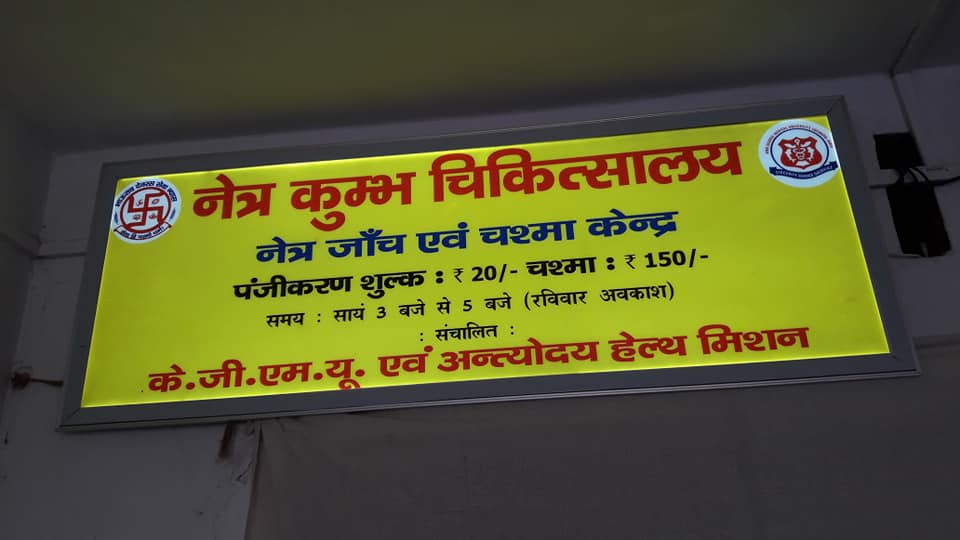 नेत्र कुम्भ चिकित्सालय
नेत्र जाँच एवं चश्मा केन्द्र
पंजीकरण शुल्क : ₹ 20/- चश्मा : ₹ 150/-
समय : सायं 3 बजे से 5 बजे (रविवार अवकाश)
: संचालित :
के.जी.एम.यू. एवं अन्त्योदय हेल्थ मिशन